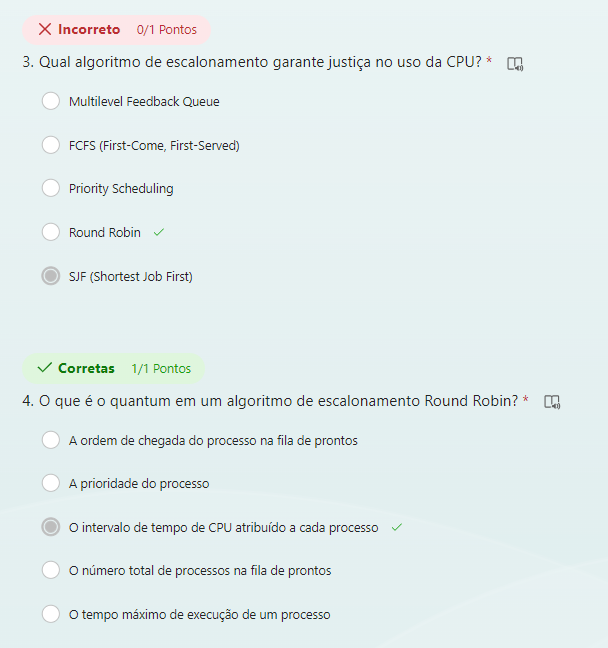 Incorreto 0/1 Pontos
3. Qual algoritmo de escalonamento garante justiça no uso da CPU? *
Multilevel Feedback Queue
FCFS (First-Come, First-Served)
Priority Scheduling
Round Robin
SJF (Shortest Job First)
Corretas 1/1 Pontos
4. O que é o quantum em um algoritmo de escalonamento Round Robin? *
A ordem de chegada do processo na fila de prontos
A prioridade do processo
O intervalo de tempo de CPU atribuído a cada processo
O número total de processos na fila de prontos
O tempo máximo de execução de um processo